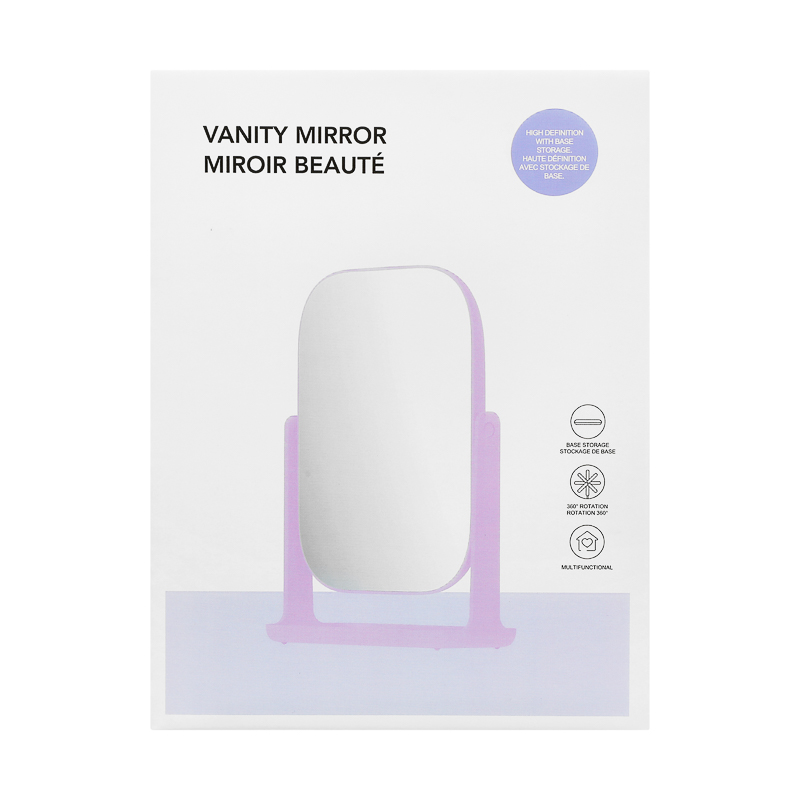 VANITY MIRROR
MIROIR BEAUTÉ
HIGH DEFINITION
WITH BASE
STORAGE.
HAUTE DÉFINITION
AVEC STOCKAGE DE
BASE.
BASE STORAGE
STOCKAGE DE BASE
360° ROTATION
ROTATION 360°
MULTIFUNCTIONAL